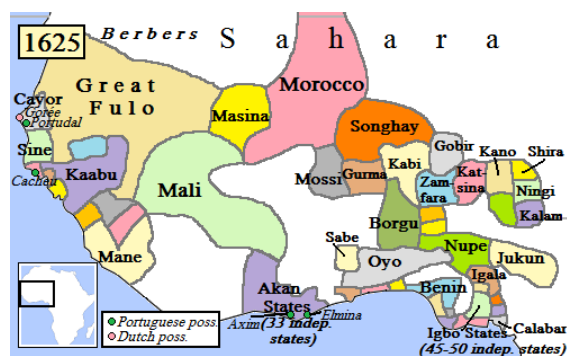 1625
Berbers
Sahara
Great
Fulo
Morocco
Cayor
Gorée
Portudal
Masina
Songhay
Sine
Gobir
Kano
Shira
Kaabu
Cacheu
Mali
Mossi
Gurma
Kabi
Zam-
fara
Kat-
sina
Ningi
Kalam
Borgu
Mane
Sabe
Oyo
Nupe
Jukun
Akan
States
Benin
Igala
Axim
Elmina
(33 indep.
states)
Igbo States
(45-50 indep.
states)
Calabar
Portuguese poss.
Dutch poss.